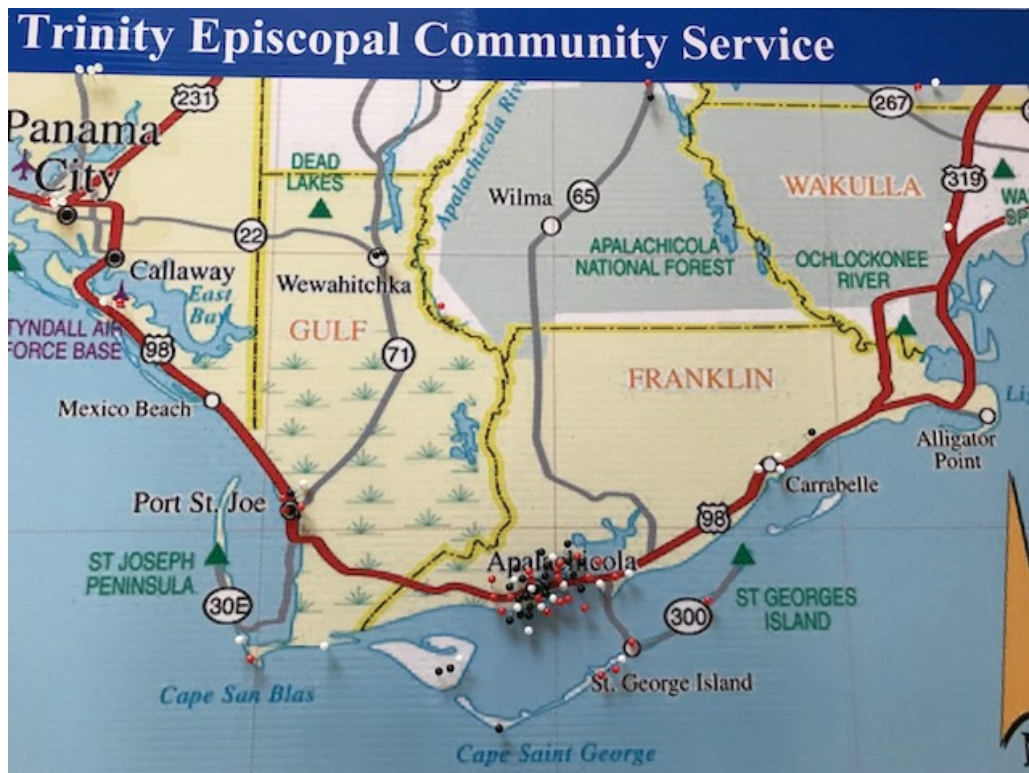 Trinity Episcopal Community Service
231
267
Panama
City
DEAD
LAKES
Apalachicola River
Wilma
65
WAKULLA
319
22
APALACHICOLA
NATIONAL FOREST
OCHLOCKONEE
RIVER
Callaway
East
Bay
Wewahitchka
GULF
TYNDALL AIR
FORCE BASE
98
71
FRANKLIN
Mexico Beach
Alligator
Point
Carrabelle
Port St. Joe
98
ST JOSEPH
PENINSULA
Apalachicola
30E
300
ST GEORGES
ISLAND
Cape San Blas
St. George Island
Cape Saint George